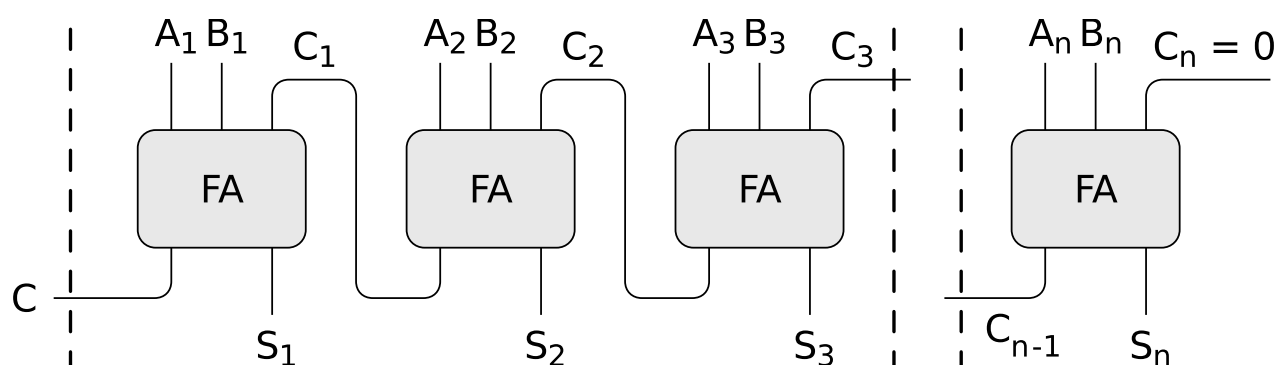 A₁ B₁ C₁ A₂ B₂ C₂ A₃ B₃ C₃ Aₙ Bₙ Cₙ = 0
FA FA FA FA
C Cₙ₋₁
S₁ S₂ S₃ Sₙ